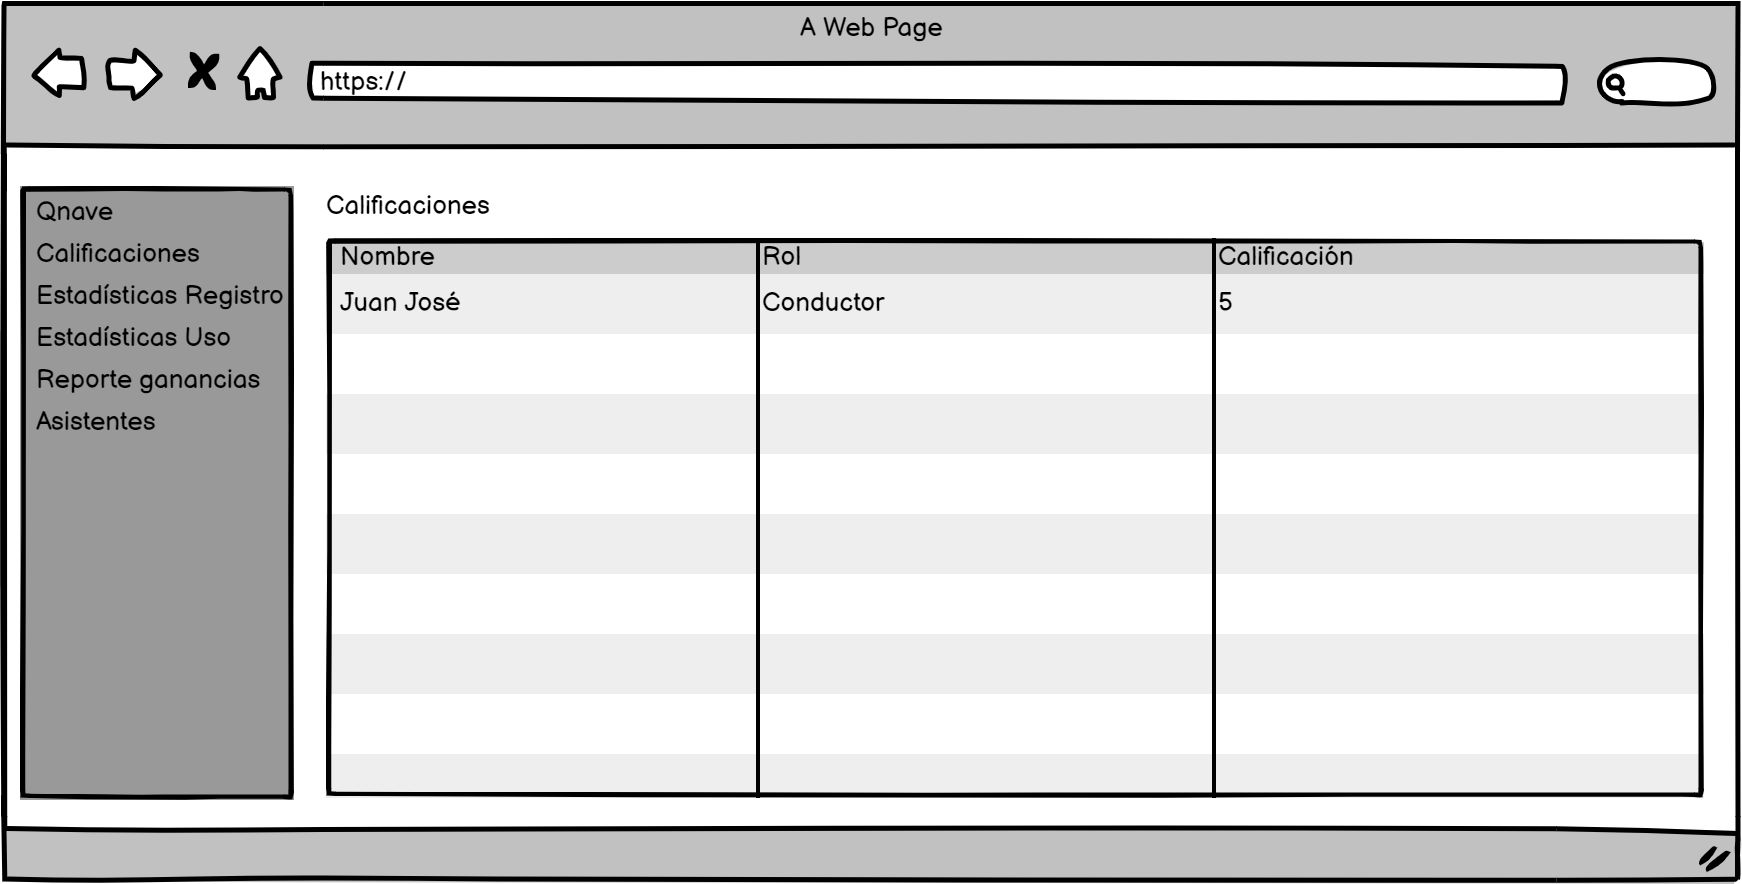 A Web Page
https://
Qnave
Calificaciones
Estadísticas Registro
Estadísticas Uso
Reporte ganancias
Asistentes
Calificaciones
Nombre Rol Calificación
Juan José Conductor 5